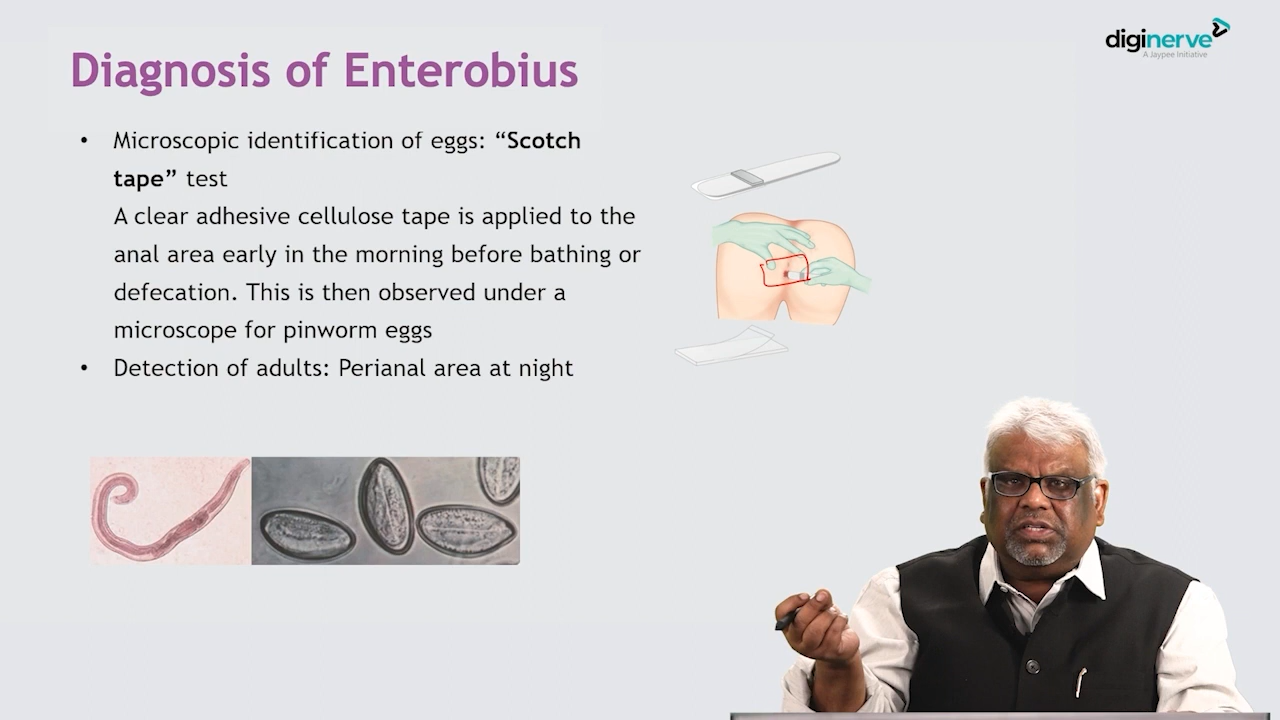 diginerve
A Jaypee Initiative
Diagnosis of Enterobius
• Microscopic identification of eggs: “Scotch
tape” test
A clear adhesive cellulose tape is applied to the
anal area early in the morning before bathing or
defecation. This is then observed under a
microscope for pinworm eggs
• Detection of adults: Perianal area at night